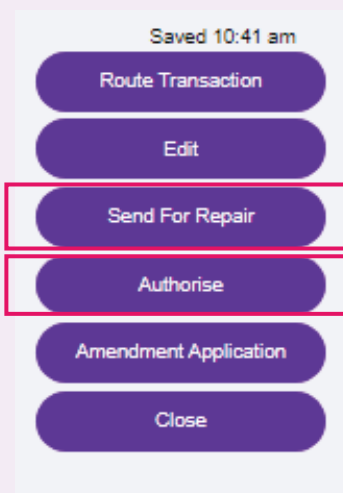 Saved 10:41 am
Route Transaction
Edit
Send For Repair
Authorise
Amendment Application
Close